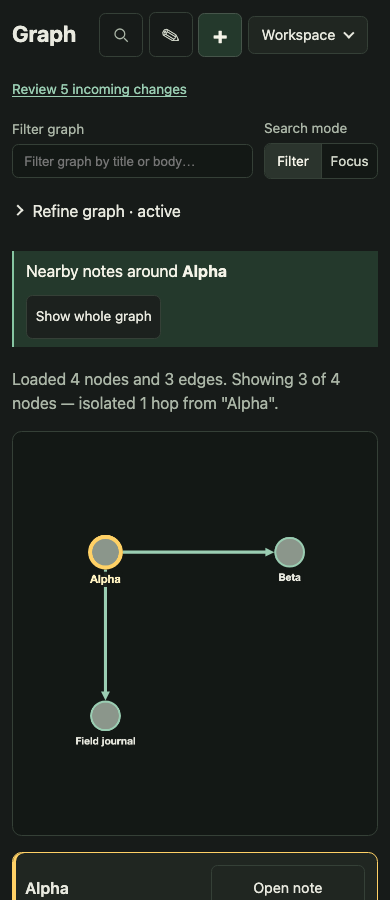 Graph
Workspace
Review 5 incoming changes
Filter graph
Search mode
Filter graph by title or body…
Filter
Focus
Refine graph · active
Nearby notes around Alpha
Show whole graph
Loaded 4 nodes and 3 edges. Showing 3 of 4
nodes — isolated 1 hop from "Alpha".
Alpha
Beta
Field journal
Alpha
Open note